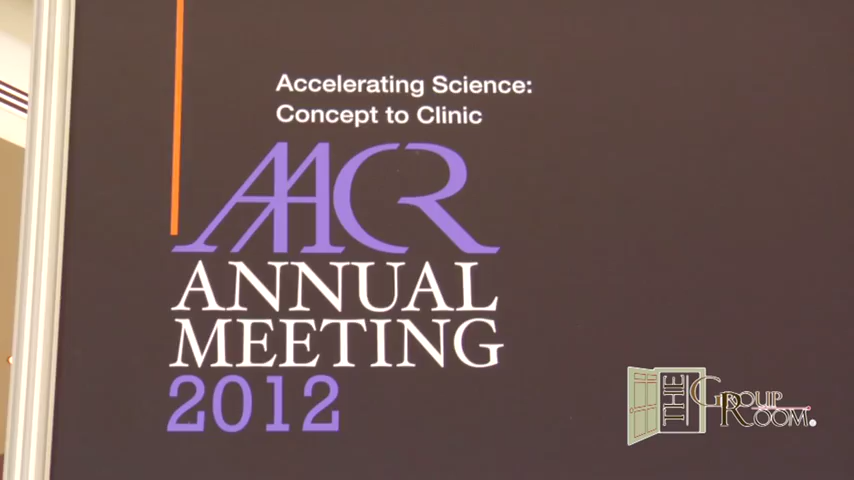 Accelerating Science:
Concept to Clinic
AACR
ANNUAL
MEETING
2012
THE
GROUP
ROOM.